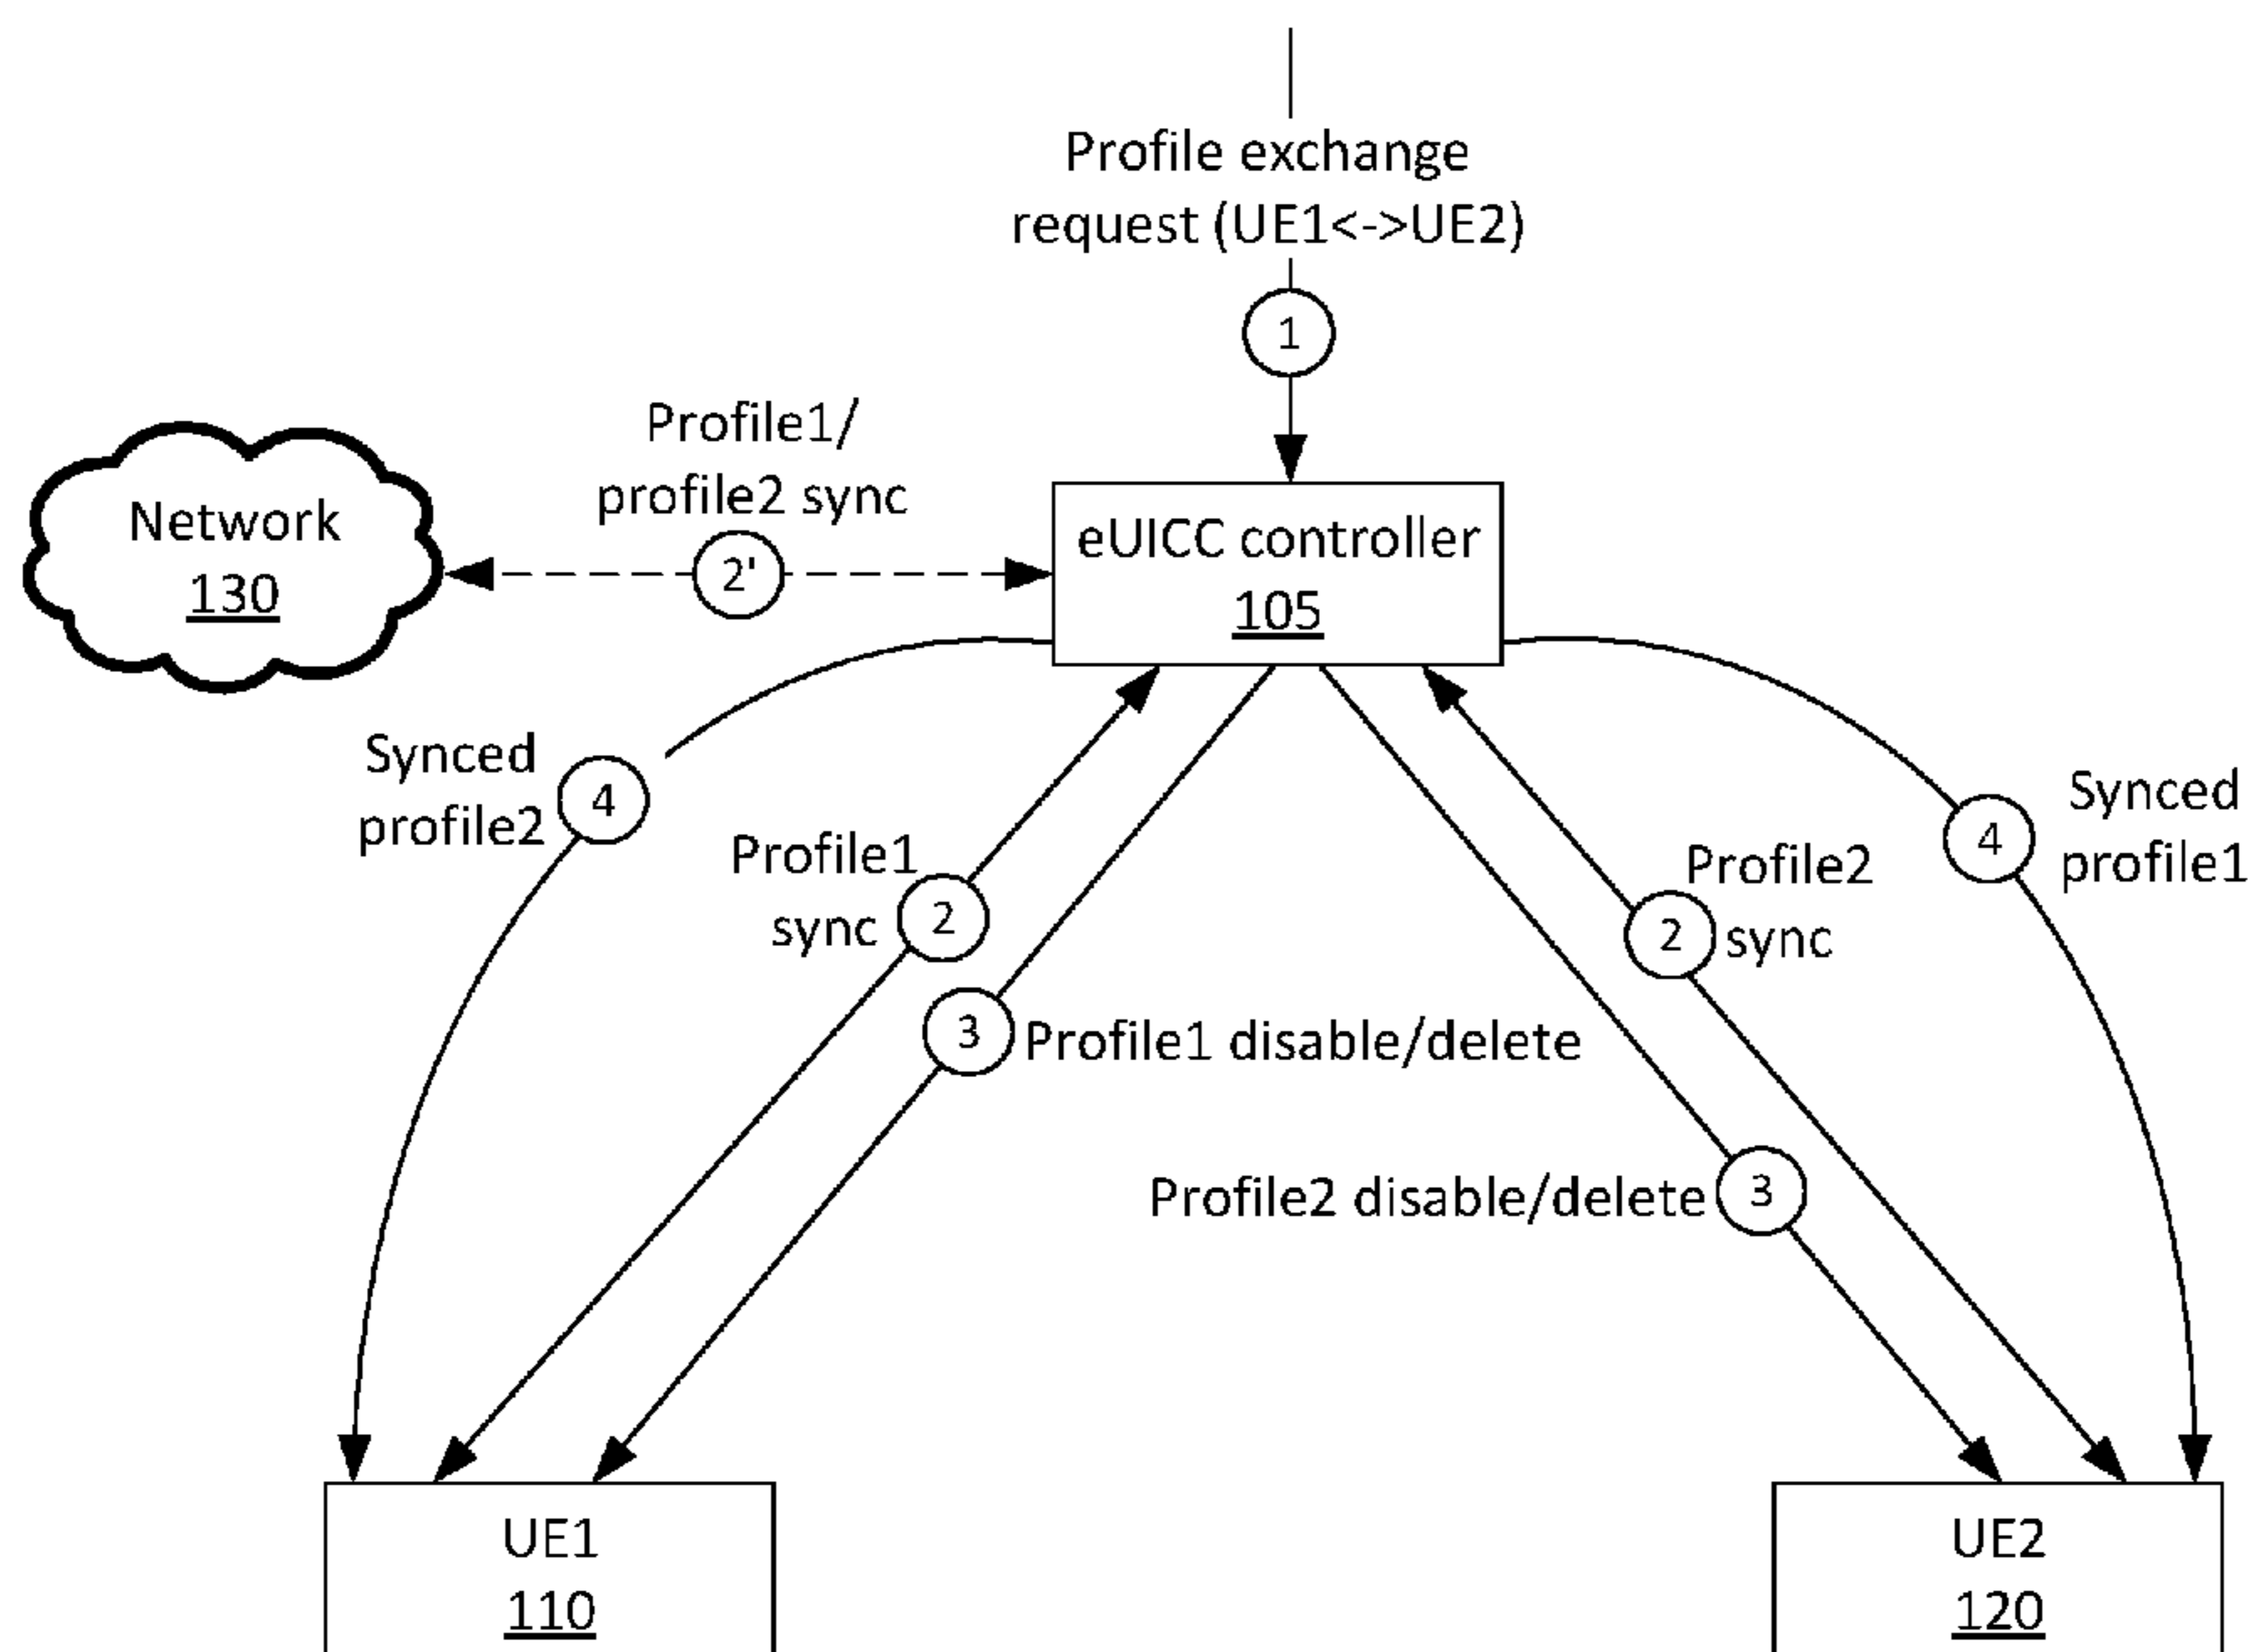 Profile exchange
request (UE1<->UE2)
1
Profile1/
profile2 sync
2'
Network
130
eUICC controller
105
Synced
profile2
4
Profile1
sync
2
3
Profile1 disable/delete
Profile2
sync
2
Synced
profile1
4
Profile2 disable/delete
3
UE1
110
UE2
120